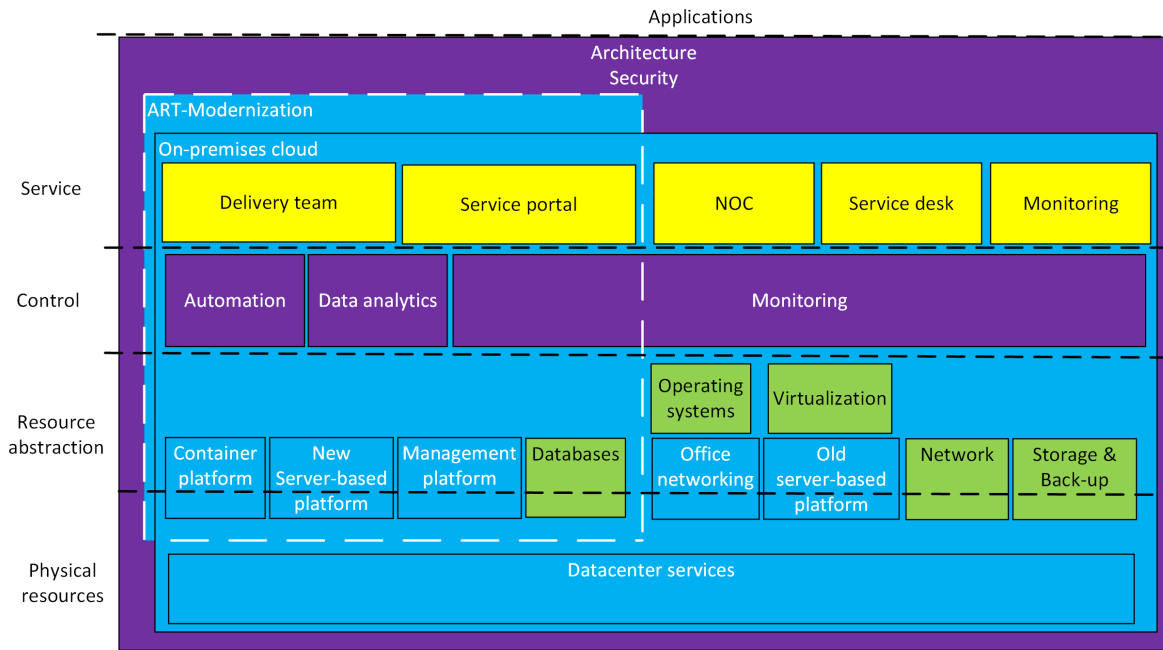 Applications
Architecture
Security
ART-Modernization
On-premises cloud
Service
Delivery team
Service portal
NOC
Service desk
Monitoring
Control
Automation
Data analytics
Monitoring
Resource
abstraction
Operating
systems
Virtualization
Container
platform
New
Server-based
platform
Management
platform
Databases
Office
networking
Old
server-based
platform
Network
Storage &
Back-up
Physical
resources
Datacenter services